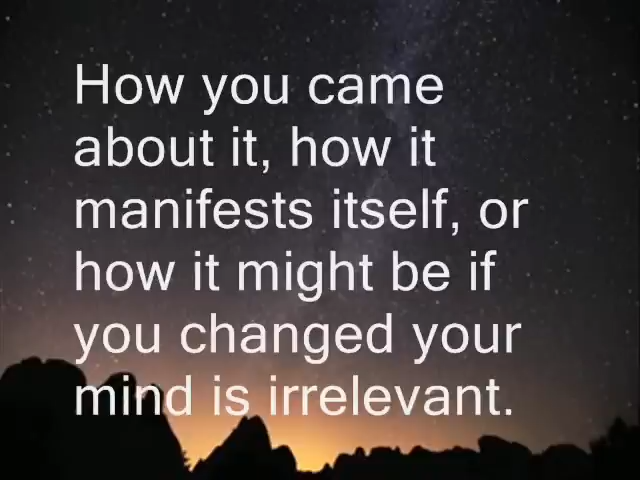 How you came
about it, how it
manifests itself, or
how it might be if
you changed your
mind is irrelevant.